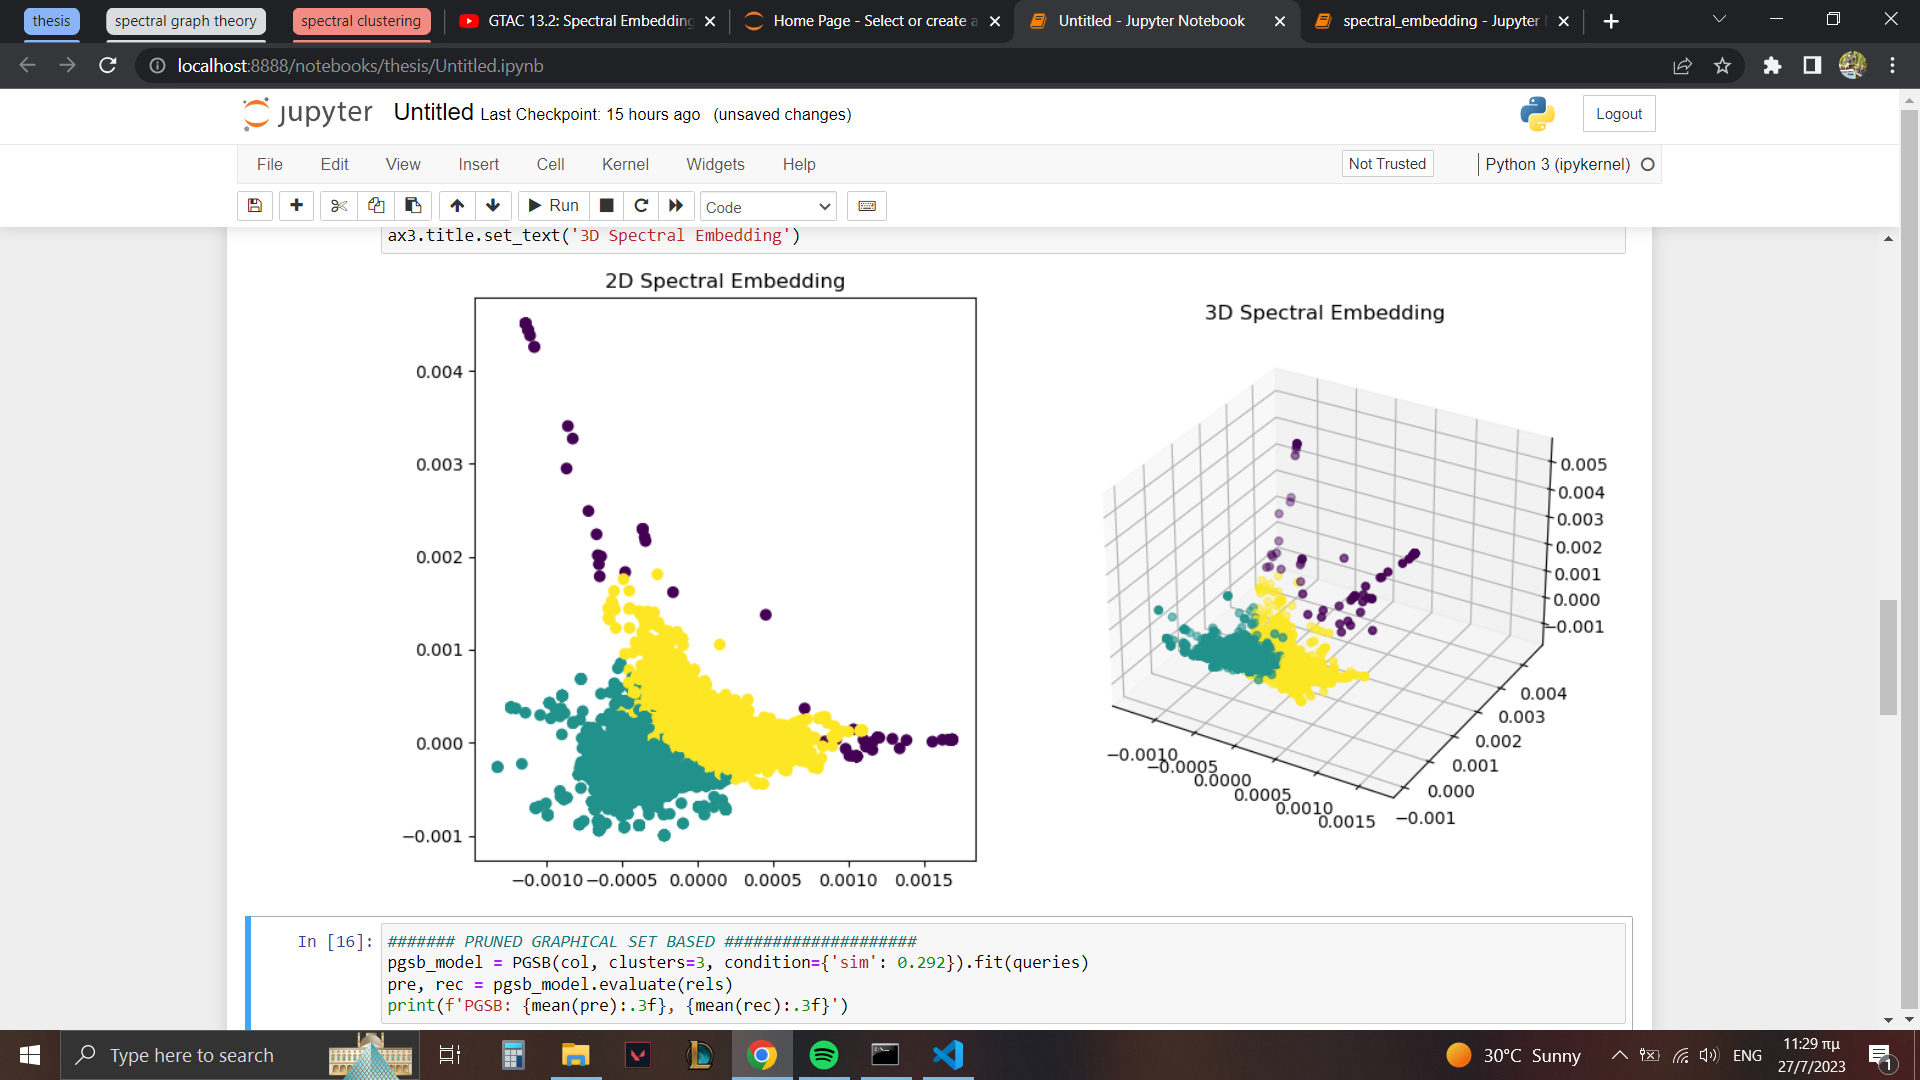 thesis
spectral graph theory
spectral clustering
GTAC 13.2: Spectral Embedding
Home Page - Select or create a
Untitled - Jupyter Notebook
spectral_embedding - Jupyter
localhost:8888/notebooks/thesis/Untitled.ipynb
jupyter Untitled Last Checkpoint: 15 hours ago (unsaved changes)
Logout
File Edit View Insert Cell Kernel Widgets Help
Not Trusted
Python 3 (ipykernel)
Run
Code
ax3.title.set_text('3D Spectral Embedding')
2D Spectral Embedding
0.004
0.003
0.002
0.001
0.000
−0.001
−0.0010 −0.0005 0.0000 0.0005 0.0010 0.0015
3D Spectral Embedding
0.005
0.004
0.003
0.002
0.001
0.000
−0.001
0.004
0.003
0.002
0.001
0.000
−0.001
−0.0010
−0.0005
0.0000
0.0005
0.0010
0.0015
In [16]:
####### PRUNED GRAPHICAL SET BASED ####################
pgsb_model = PGSB(col, clusters=3, condition={'sim': 0.292}).fit(queries)
pre, rec = pgsb_model.evaluate(rels)
print(f'PGSB: {mean(pre):.3f}, {mean(rec):.3f}')
Type here to search
30°C Sunny
ENG
11:29 πμ
27/7/2023
1